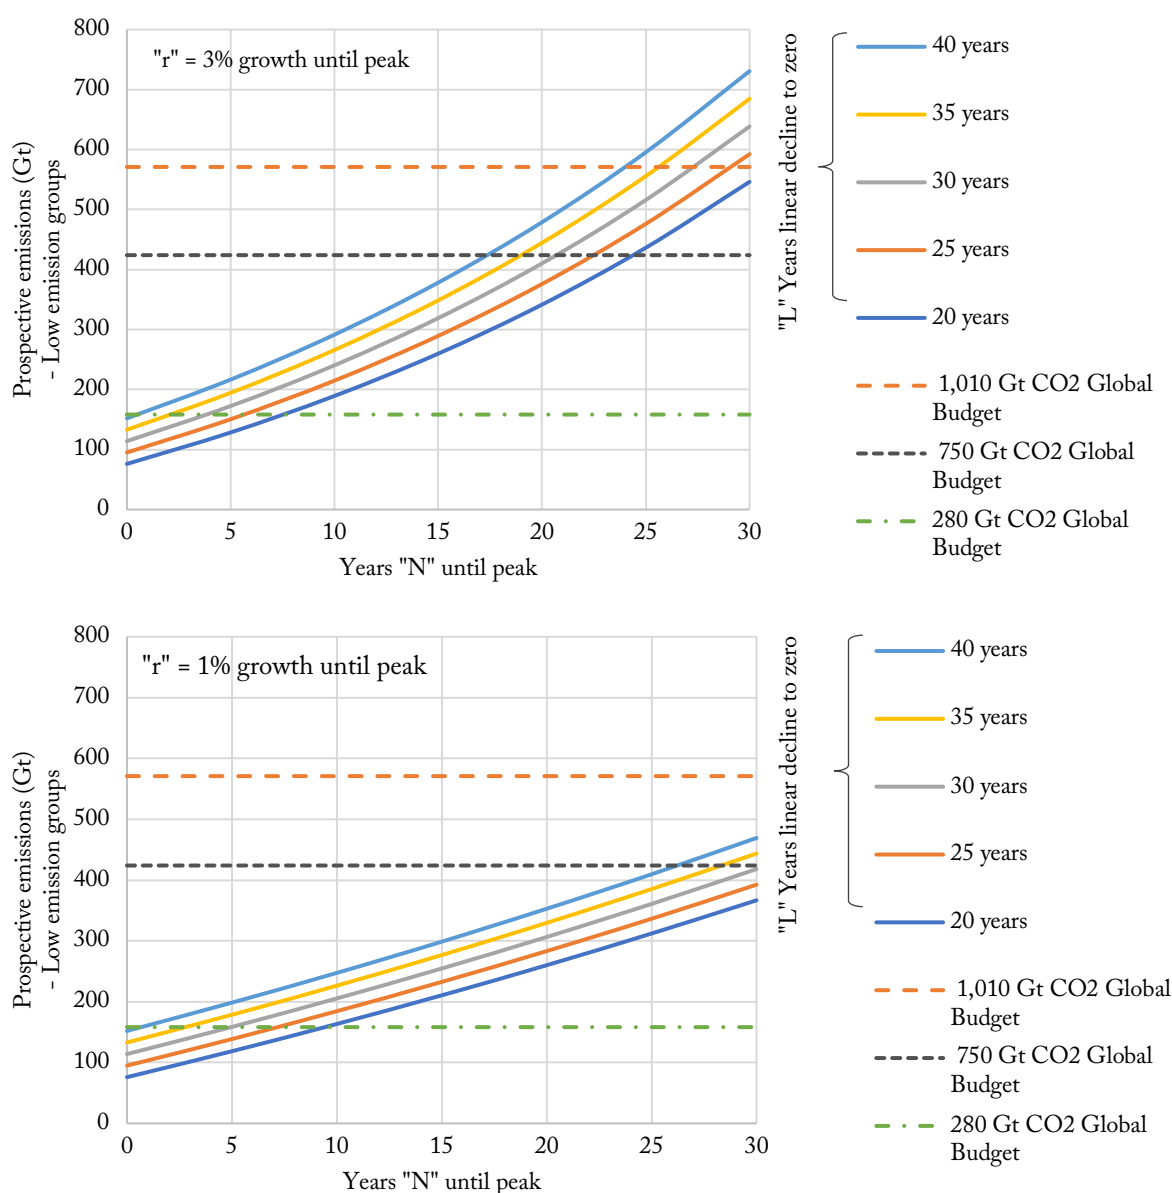 800
700
600
500
400
300
200
100
0
Prospective emissions (Gt)
- Low emission groups
"r" = 3% growth until peak
0 5 10 15 20 25 30
Years "N" until peak
"L" Years linear decline to zero
40 years
35 years
30 years
25 years
20 years
1,010 Gt CO2 Global
Budget
750 Gt CO2 Global
Budget
280 Gt CO2 Global
Budget
800
700
600
500
400
300
200
100
0
Prospective emissions (Gt)
- Low emission groups
"r" = 1% growth until peak
0 5 10 15 20 25 30
Years "N" until peak
"L" Years linear decline to zero
40 years
35 years
30 years
25 years
20 years
1,010 Gt CO2 Global
Budget
750 Gt CO2 Global
Budget
280 Gt CO2 Global
Budget